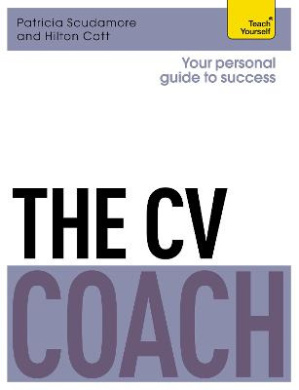 Patricia Scudamore
and Hilton Catt
Teach
Yourself
Your personal
guide to success
THE CV
COACH